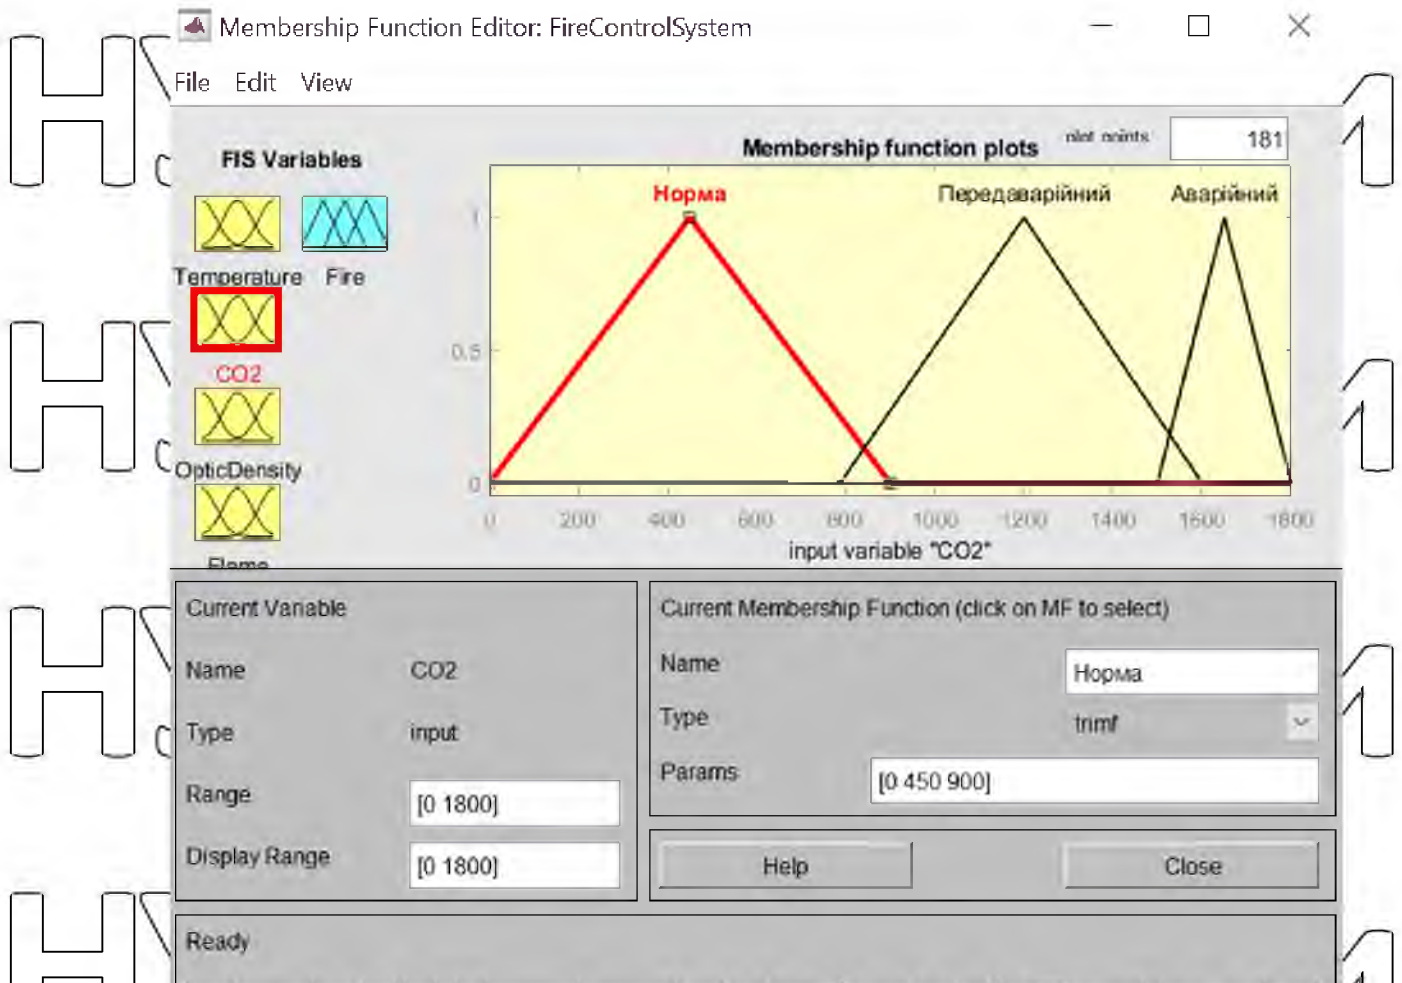 Membership Function Editor: FireControlSystem
File Edit View
FIS Variables
Membership function plots
plot points
181
Temperature
Fire
CO2
OpticDensity
Flame
Норма
Передаварійний
Аварійний
1
0.5
0
0 200 400 600 800 1000 1200 1400 1600 1800
input variable "CO2"
Current Variable
Name CO2
Type input
Range [0 1800]
Display Range [0 1800]
Current Membership Function (click on MF to select)
Name Норма
Type trimf
Params [0 450 900]
Help Close
Ready